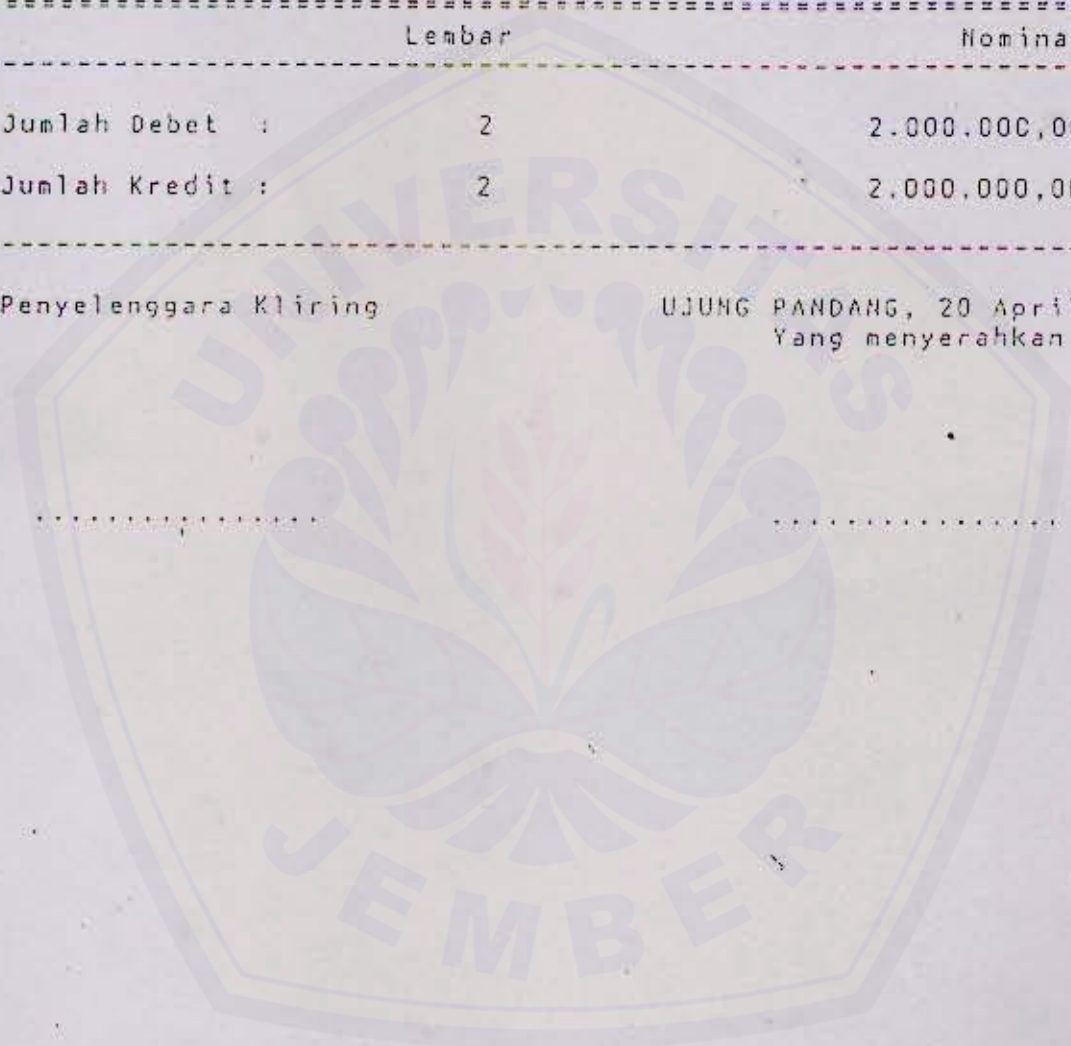 Lembar Nomina
Jumlah Debet : 2 2.000.000,0
Jumlah Kredit : 2 2.000.000,0
Penyelenggara Kliring UJUNG PANDANG, 20 Apri
Yang menyerahkan
................ ................
UNIVERSITAS
JEMBER